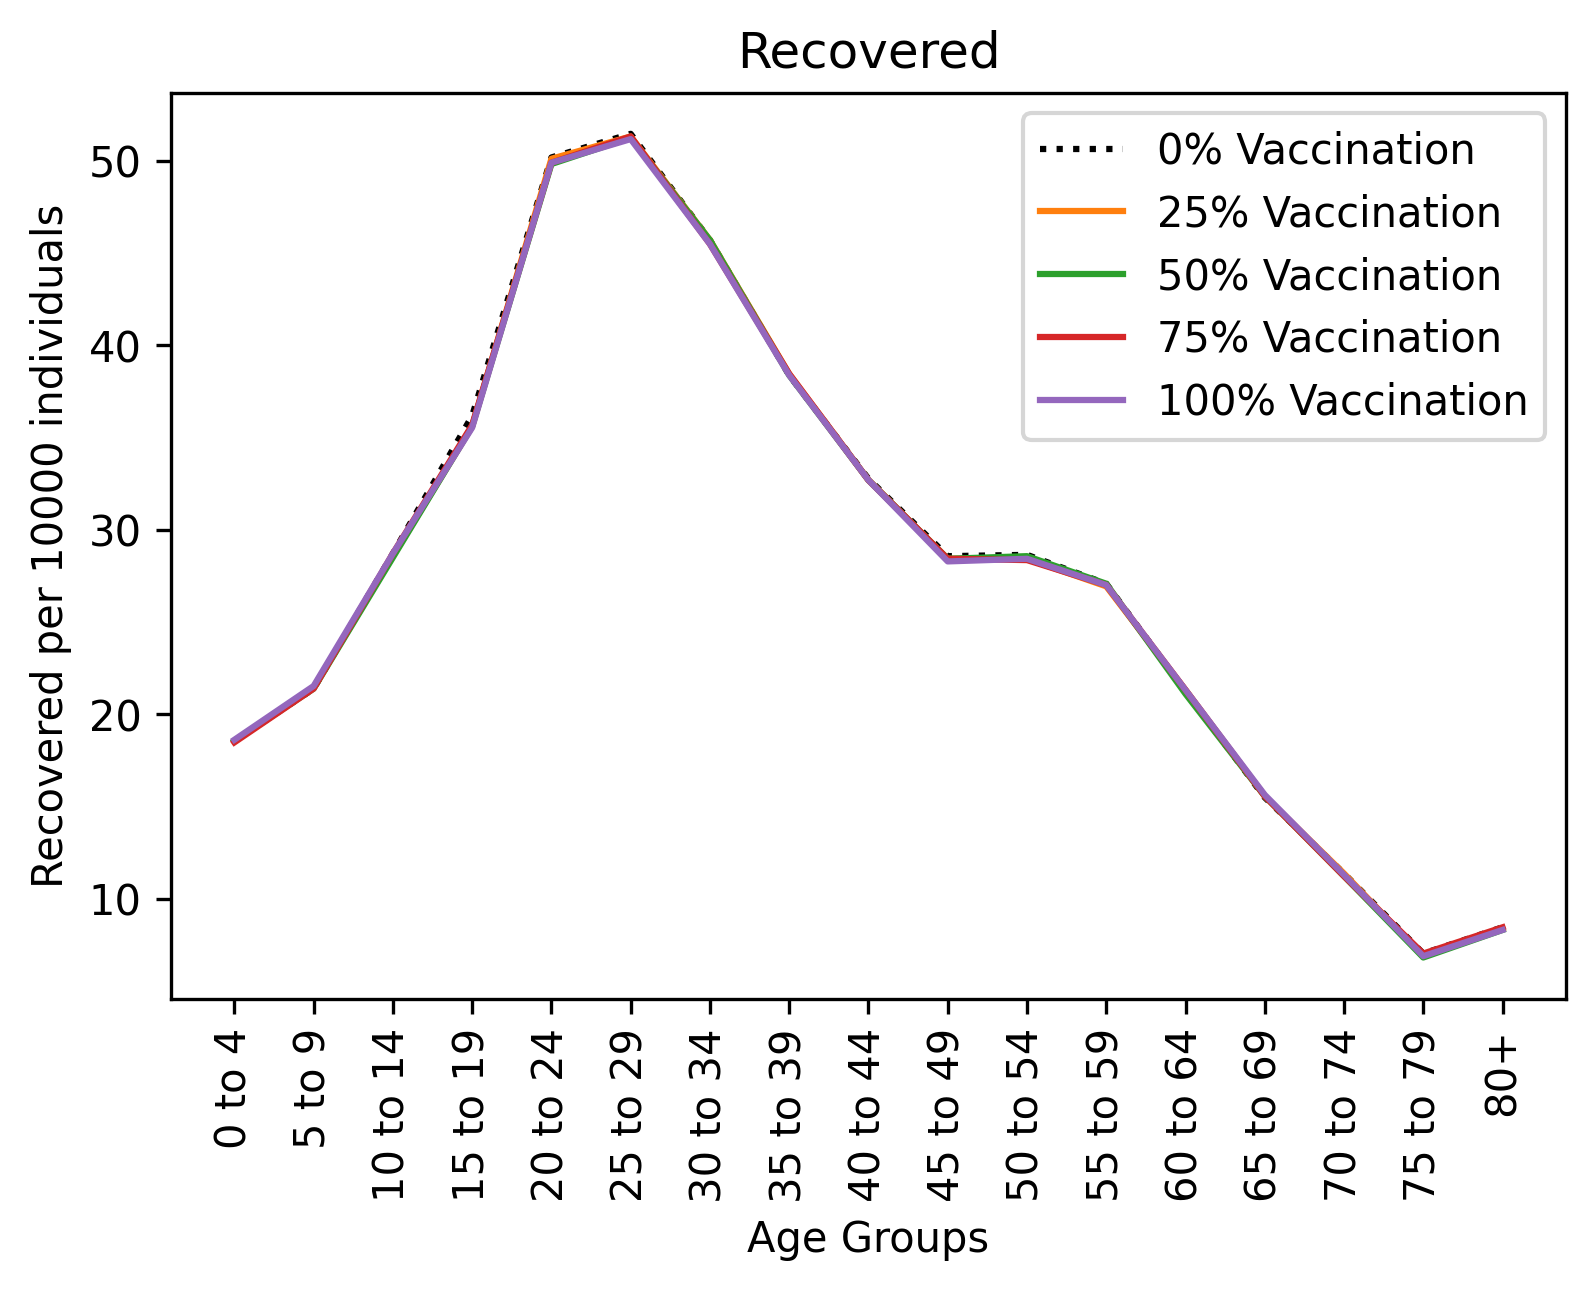 Recovered
Recovered per 10000 individuals
50
40
30
20
10
0% Vaccination
25% Vaccination
50% Vaccination
75% Vaccination
100% Vaccination
0 to 4
5 to 9
10 to 14
15 to 19
20 to 24
25 to 29
30 to 34
35 to 39
40 to 44
45 to 49
50 to 54
55 to 59
60 to 64
65 to 69
70 to 74
75 to 79
80+
Age Groups